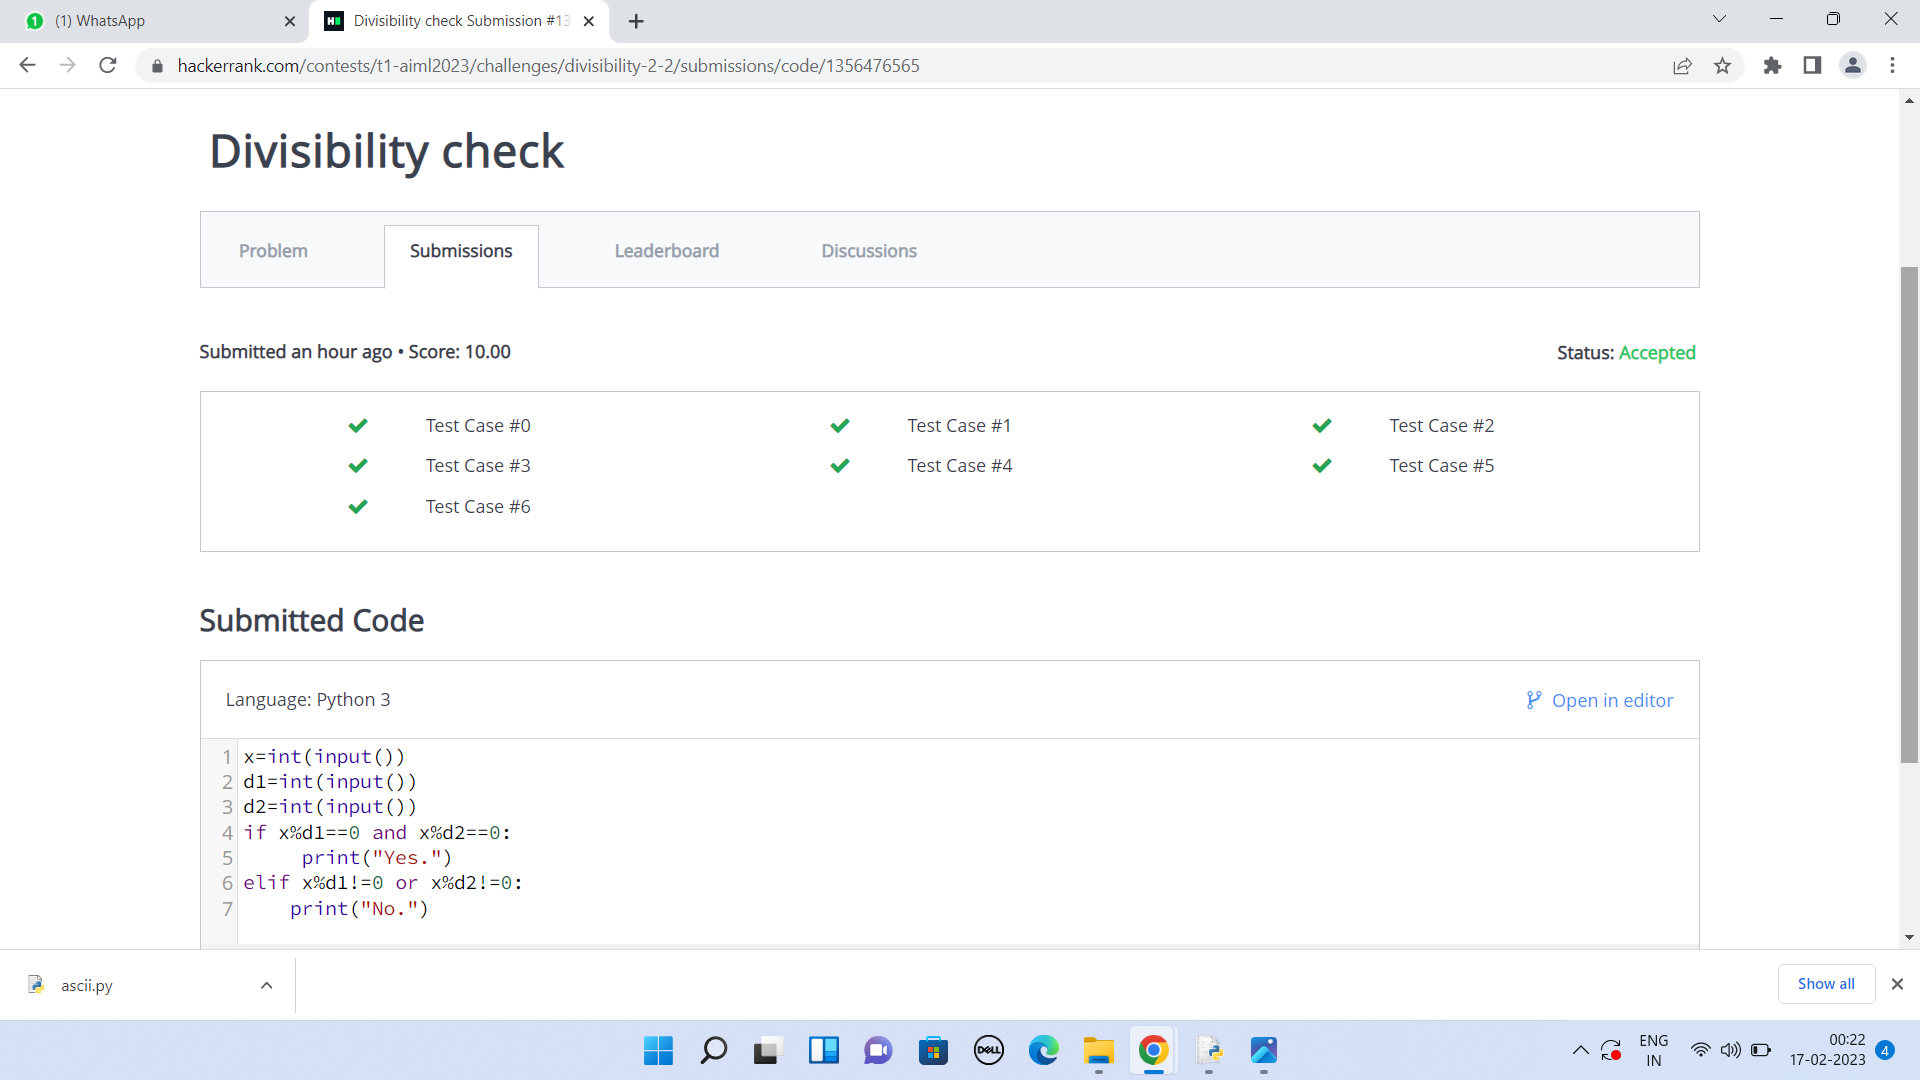 (1) WhatsApp
Divisibility check Submission #13
hackerrank.com/contests/t1-aiml2023/challenges/divisibility-2-2/submissions/code/1356476565
Divisibility check
Problem
Submissions
Leaderboard
Discussions
Submitted an hour ago • Score: 10.00
Status: Accepted
Test Case #0
Test Case #1
Test Case #2
Test Case #3
Test Case #4
Test Case #5
Test Case #6
Submitted Code
Language: Python 3
Open in editor
1 x=int(input())
2 d1=int(input())
3 d2=int(input())
4 if x%d1==0 and x%d2==0:
5      print("Yes.")
6 elif x%d1!=0 or x%d2!=0:
7     print("No.")
ascii.py
Show all
DELL
ENG
IN
00:22
17-02-2023
4